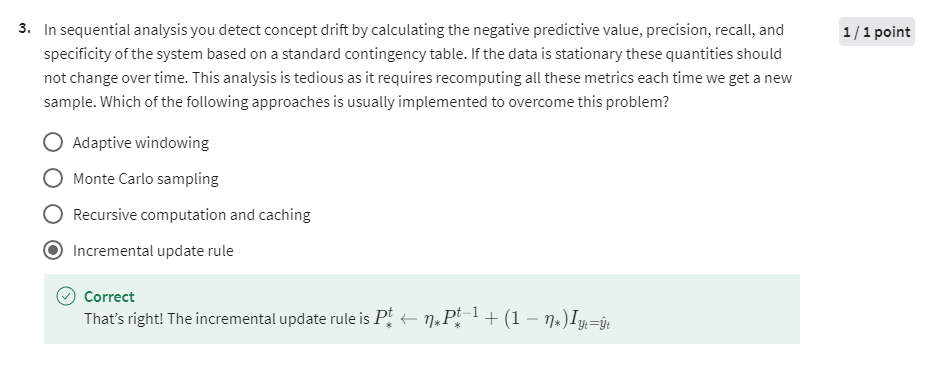 3. In sequential analysis you detect concept drift by calculating the negative predictive value, precision, recall, and
1 / 1 point
specificity of the system based on a standard contingency table. If the data is stationary these quantities should
not change over time. This analysis is tedious as it requires recomputing all these metrics each time we get a new
sample. Which of the following approaches is usually implemented to overcome this problem?
Adaptive windowing
Monte Carlo sampling
Recursive computation and caching
Incremental update rule
Correct
That's right! The incremental update rule is $P_*^t \leftarrow \eta_* P_*^{t-1} + (1 - \eta_*) I_{y_t = \hat{y}_t}$